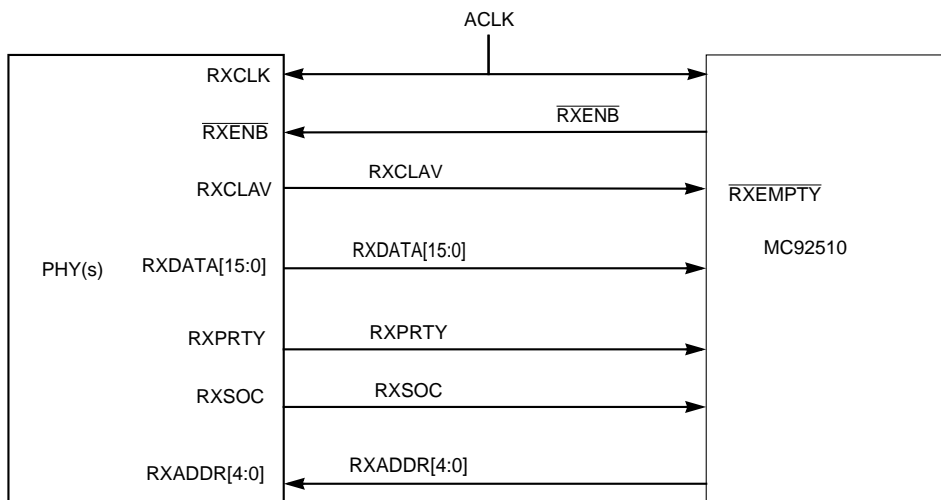 ACLK
RXCLK
RXENB
RXENB
RXCLAV
RXCLAV
RXEMPTY
MC92510
PHY(s)
RXDATA[15:0]
RXDATA[15:0]
RXPRTY
RXPRTY
RXSOC
RXSOC
RXADDR[4:0]
RXADDR[4:0]